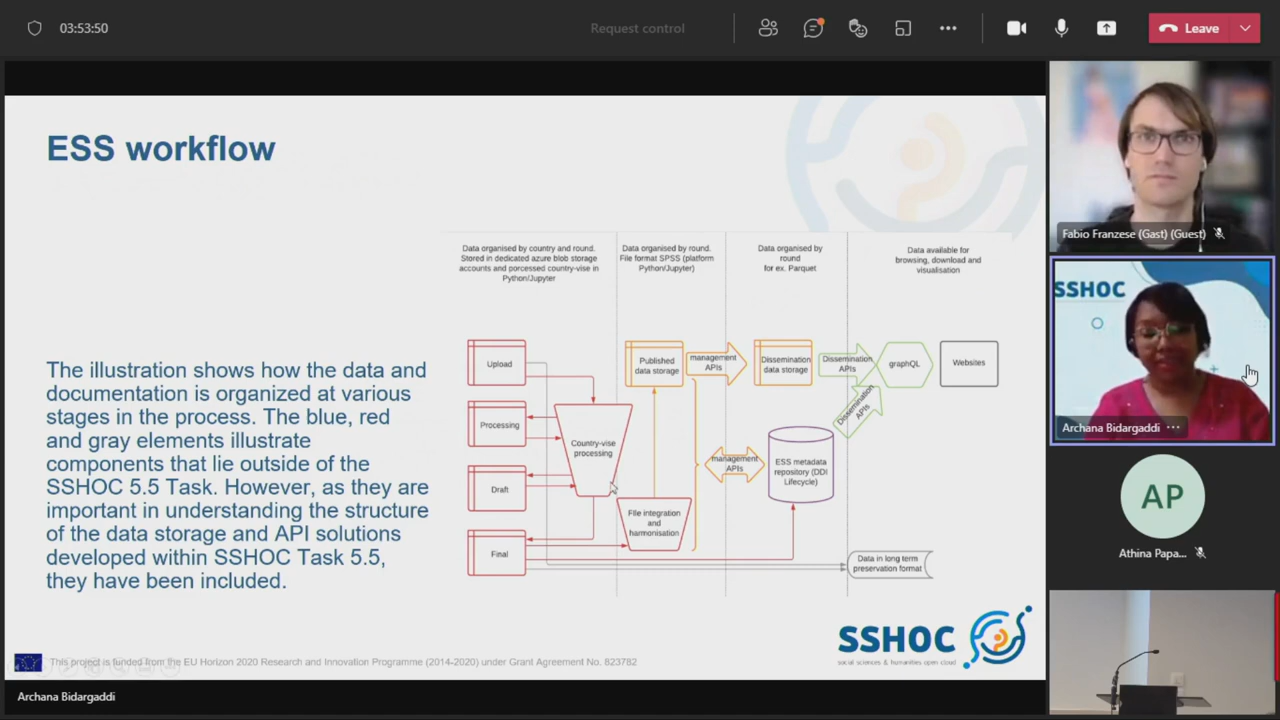 03:53:50
Request control
Leave
ESS workflow
The illustration shows how the data and
documentation is organized at various
stages in the process. The blue, red
and gray elements illustrate
components that lie outside of the
SSHOC 5.5 Task. However, as they are
important in understanding the structure
of the data storage and API solutions
developed within SSHOC Task 5.5,
they have been included.
Data organised by country and round.
Stored in dedicated azure blob storage
accounts and porcessed country-vise in
Python/Jupyter
Data organised by round.
File format SPSS (platform
Python/Jupyter)
Data organised by
round
for ex. Parquet
Data available for
browsing, download and
visualisation
Upload
Processing
Draft
Final
Country-vise
processing
FIle integration
and
harmonisation
Published
data storage
management
APIs
Dissemination
data storage
Dissemination
APIs
graphQL
Websites
Dissemination
APIs
management
APIs
ESS metadata
repository (DDI
Lifecycle)
Data in long term
preservation format
SSHOC
social sciences & humanities open cloud
This project is funded from the EU Horizon 2020 Research and Innovation Programme (2014-2020) under Grant Agreement No. 823782
Archana Bidargaddi
Fabio Franzese (Gast) (Guest)
SSHOC
Archana Bidargaddi
AP
Athina Papa...